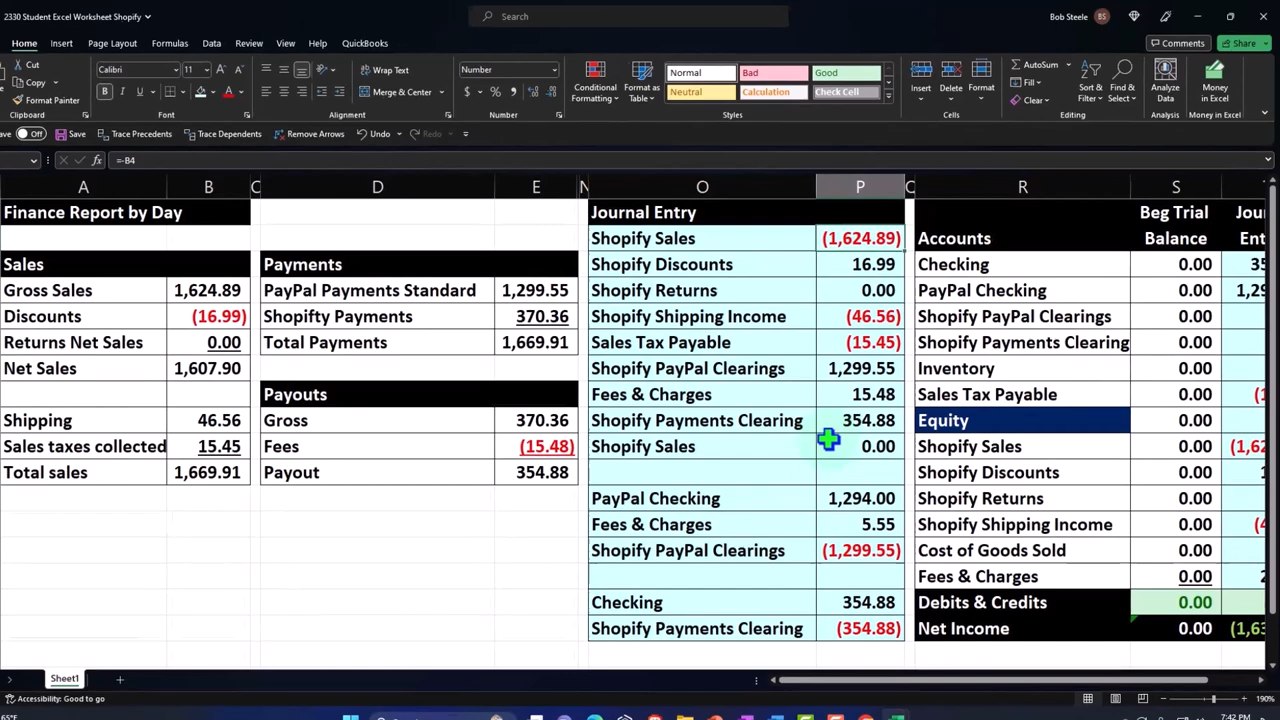 2330 Student Excel Worksheet Shopify
Search
Bob Steele BS
Home Insert Page Layout Formulas Data Review View Help QuickBooks
Comments Share
Cut
Copy
Format Painter
Clipboard
Calibri 11
B I U
Font
Wrap Text
Merge & Center
Alignment
Number
$ %
Number
Conditional Formatting
Format as Table
Normal Bad Good
Neutral Calculation Check Cell
Styles
Insert Delete Format
Cells
AutoSum
Fill
Clear
Sort & Filter
Find & Select
Editing
Analyze Data
Analysis
Money in Excel
Money in Excel
Off Save Trace Precedents Trace Dependents Remove Arrows Undo Redo
fx =-B4
A B C D E N O P R S
Finance Report by Day
Sales
Gross Sales 1,624.89
Discounts (16.99)
Returns Net Sales 0.00
Net Sales 1,607.90
Shipping 46.56
Sales taxes collected 15.45
Total sales 1,669.91
Payments
PayPal Payments Standard 1,299.55
Shopifty Payments 370.36
Total Payments 1,669.91
Payouts
Gross 370.36
Fees (15.48)
Payout 354.88
Journal Entry
Shopify Sales (1,624.89)
Shopify Discounts 16.99
Shopify Returns 0.00
Shopify Shipping Income (46.56)
Sales Tax Payable (15.45)
Shopify PayPal Clearings 1,299.55
Fees & Charges 15.48
Shopify Payments Clearing 354.88
Shopify Sales 0.00
PayPal Checking 1,294.00
Fees & Charges 5.55
Shopify PayPal Clearings (1,299.55)
Checking 354.88
Shopify Payments Clearing (354.88)
Beg Trial
Accounts Balance
Checking 0.00
PayPal Checking 0.00
Shopify PayPal Clearings 0.00
Shopify Payments Clearing 0.00
Inventory 0.00
Sales Tax Payable 0.00
Equity 0.00
Shopify Sales 0.00
Shopify Discounts 0.00
Shopify Returns 0.00
Shopify Shipping Income 0.00
Cost of Goods Sold 0.00
Fees & Charges 0.00
Debits & Credits 0.00
Net Income 0.00
Sheet1
Accessibility: Good to go
190%
65°F
7:42 PM